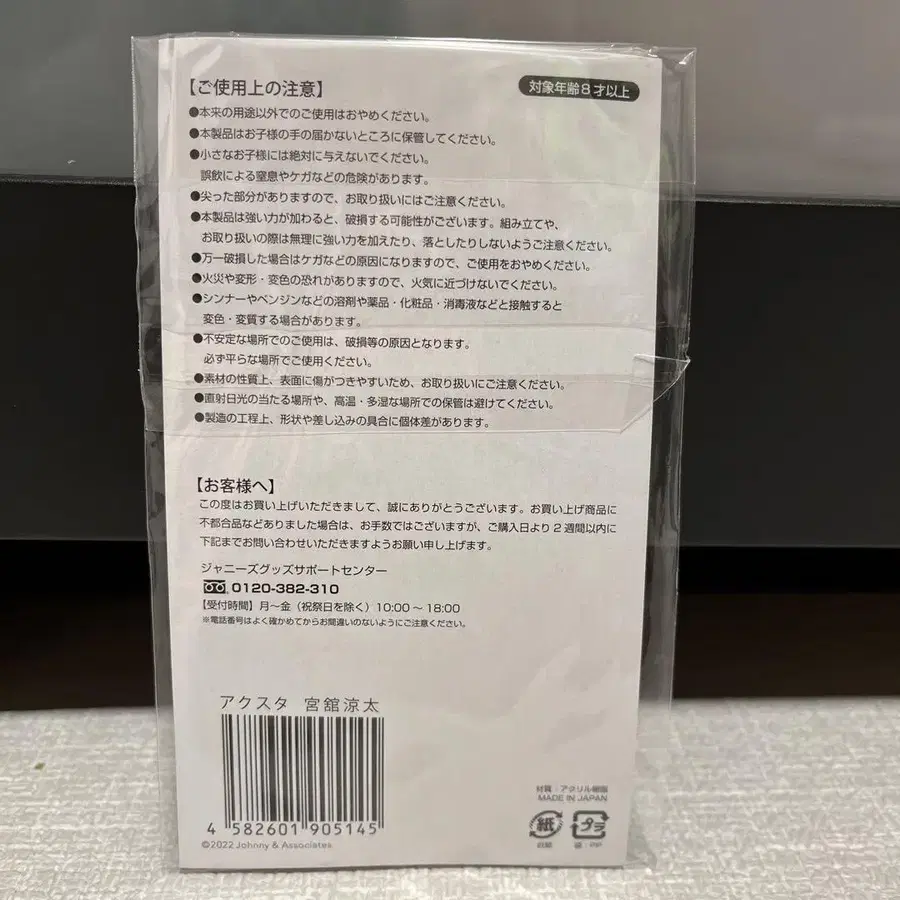 【ご使用上の注意】
対象年齢8才以上
●本来の用途以外でのご使用はおやめください。
●本製品はお子様の手の届かないところに保管してください。
●小さなお子様には絶対に与えないでください。
誤飲による窒息やケガなどの危険があります。
●尖った部分がありますので、お取り扱いにはご注意ください。
●本製品は強い力が加わると、破損する可能性がございます。組み立てや、
お取り扱いの際は無理に強い力を加えたり、落としたりしないようご注意ください。
●万一破損した場合はケガなどの原因になりますので、ご使用をおやめください。
●火災や変形・変色の恐れがありますので、火気に近づけないでください。
●シンナーやベンジンなどの溶剤や薬品・化粧品・消毒液などと接触すると
変色・変質する場合があります。
●不安定な場所でのご使用は、破損等の原因となります。
必ず平らな場所でご使用ください。
●素材の性質上、表面に傷がつきやすいため、お取り扱いにご注意ください。
●直射日光の当たる場所や、高温・多湿な場所での保管は避けてください。
●製造の工程上、形状や差し込みの具合に個体差があります。
【お客様へ】
この度はお買い上げいただきまして、誠にありがとうございます。お買い上げ商品に
不都合品などありました場合は、お手数ではございますが、ご購入日より2週間以内に
下記までお問い合わせいただきますようお願い申し上げます。
ジャニーズグッズサポートセンター
0120-382-310
【受付時間】月〜金（祝祭日を除く）10:00〜18:00
※電話番号はよく確かめてからお間違いのないようにご注意ください。
アクスタ 宮舘涼太
4 582601 905145
©2022 Johnny & Associates
材質：アクリル樹脂
MADE IN JAPAN
紙 プラ
袋：PP